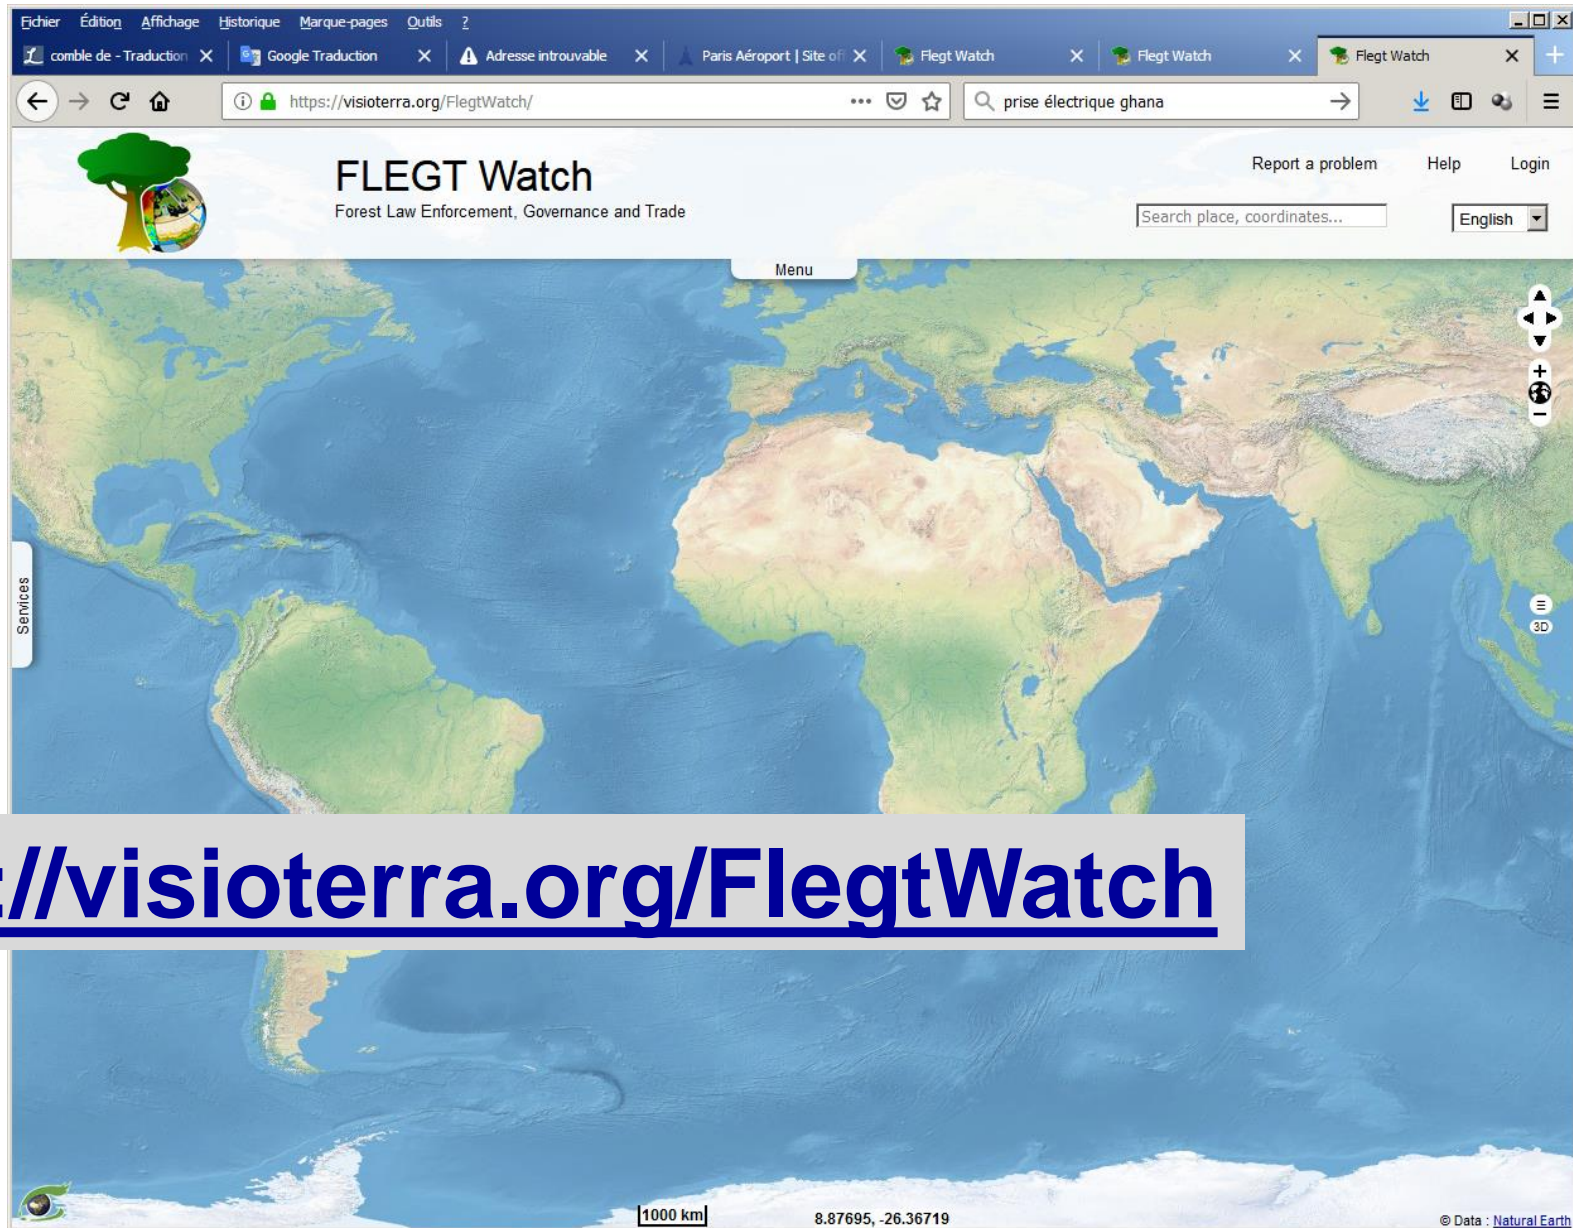 Fichier Édition Affichage Historique Marque-pages Outils ?
comble de - Traduction Google Traduction Adresse introuvable Paris Aéroport | Site of Flegt Watch Flegt Watch Flegt Watch
https://visioterra.org/FlegtWatch/ prise électrique ghana
FLEGT Watch
Forest Law Enforcement, Governance and Trade
Report a problem Help Login
Search place, coordinates... English
Menu
Services
3D
://visioterra.org/FlegtWatch
1000 km 8.87695, -26.36719 © Data : Natural Earth